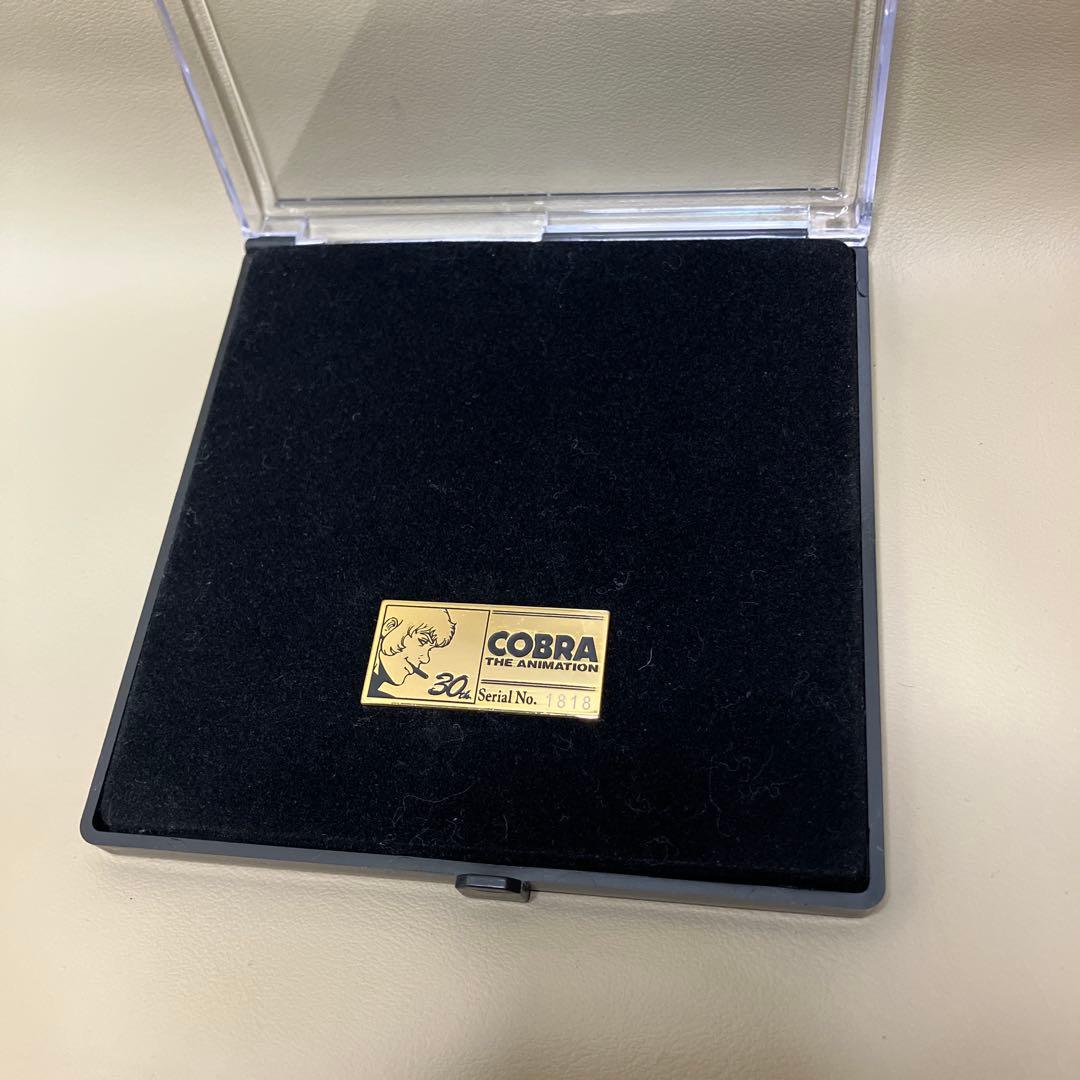 COBRA
THE ANIMATION
30th.
Serial No. 1818